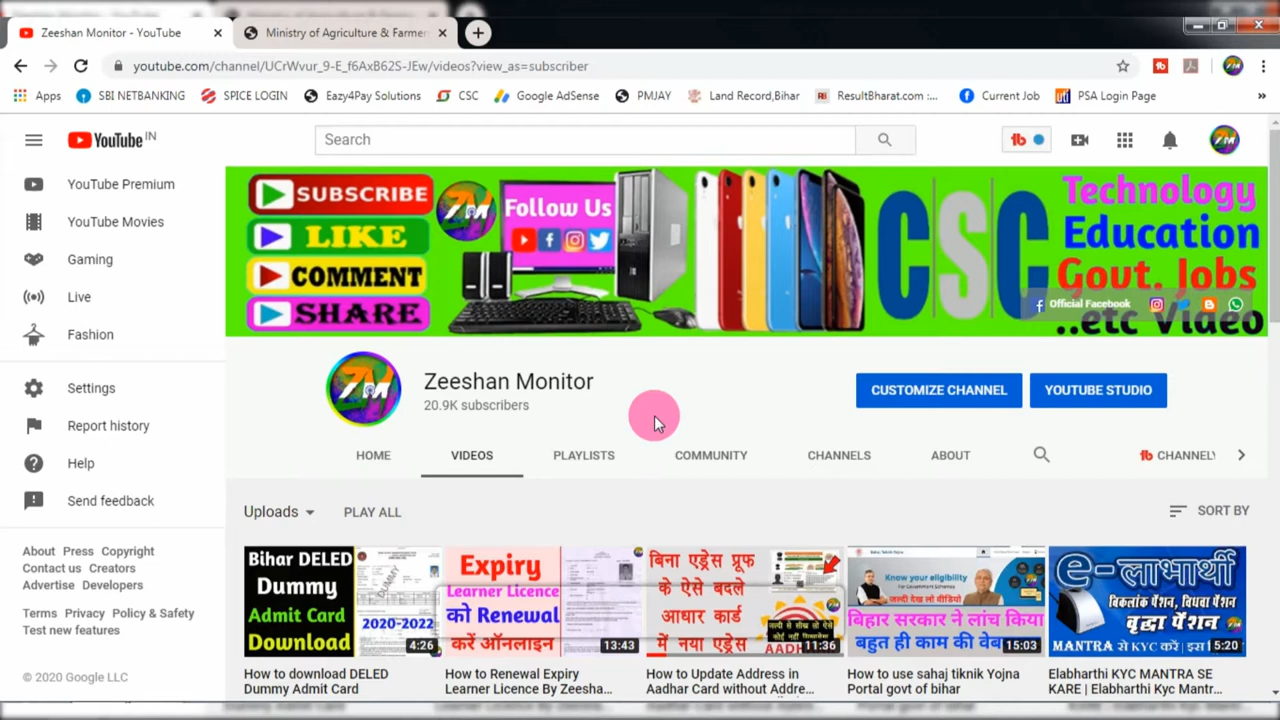 Zeeshan Monitor - YouTube
Ministry of Agriculture & Farmer
youtube.com/channel/UCrWvur_9-E_f6AxB62S-JEw/videos?view_as=subscriber
Apps SBI NETBANKING SPICE LOGIN Eazy4Pay Solutions CSC Google AdSense PMJAY Land Record,Bihar ResultBharat.com :... Current Job PSA Login Page »
YouTube IN
Search
YouTube Premium
YouTube Movies
Gaming
Live
Fashion
Settings
Report history
Help
Send feedback
About Press Copyright
Contact us Creators
Advertise Developers
Terms Privacy Policy & Safety
Test new features
© 2020 Google LLC
SUBSCRIBE
LIKE
COMMENT
SHARE
ZM
Follow Us
CSC
Technology
Education
Govt. Jobs
..etc Video
Official Facebook
ZM
Zeeshan Monitor
20.9K subscribers
CUSTOMIZE CHANNEL
YOUTUBE STUDIO
HOME VIDEOS PLAYLISTS COMMUNITY CHANNELS ABOUT CHANNEL
Uploads PLAY ALL SORT BY
Bihar DELED
Dummy
Admit Card
Download
2020-2022
4:26
How to download DELED
Dummy Admit Card
Expiry
Learner Licence
को Renewal
करें ऑनलाइन
13:43
How to Renewal Expiry
Learner Licence By Zeesha...
बिना एड्रेस प्रूफ
के ऐसे बदले
आधार कार्ड
में नया एड्रेस
11:36
How to Update Address in
Aadhar Card without Addre...
Know your eligibility
जल्दी देख लो वीडियो
बिहार सरकार ने लांच किया
बहुत ही काम की वेब
15:03
How to use sahaj tiknik Yojna
Portal govt of bihar
e-लाभार्थी
विकलांक पेंशन, विधवा पेंशन
वृद्धा पेंशन
MANTRA से KYC करें
5:20
Elabharthi KYC MANTRA SE
KARE | Elabharthi Kyc Mantr...